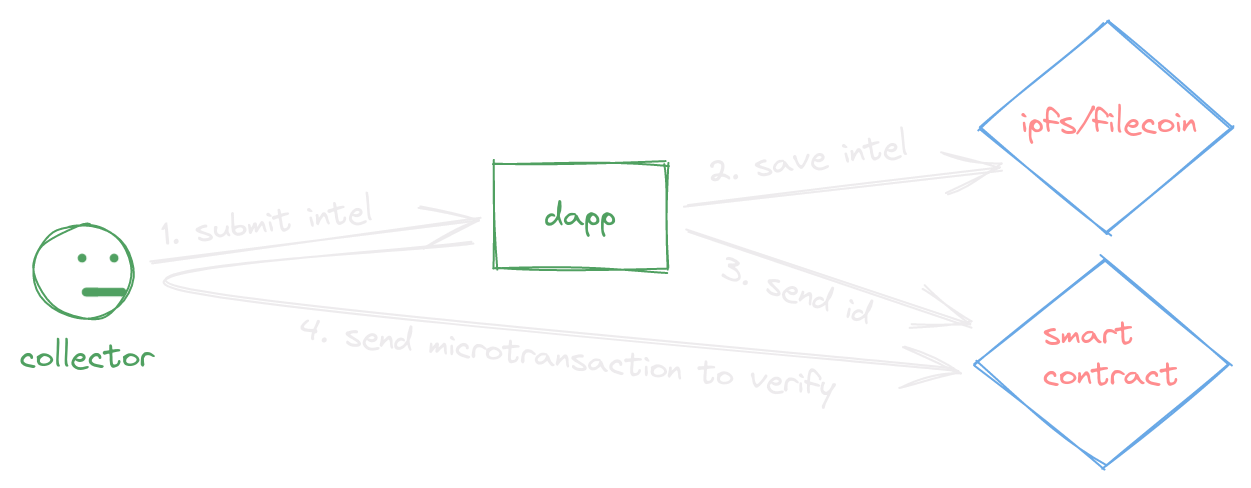 ipfs/filecoin
2. save intel
dapp
1. submit intel
3. send id
collector
4. send microtransaction to verify
smart
contract